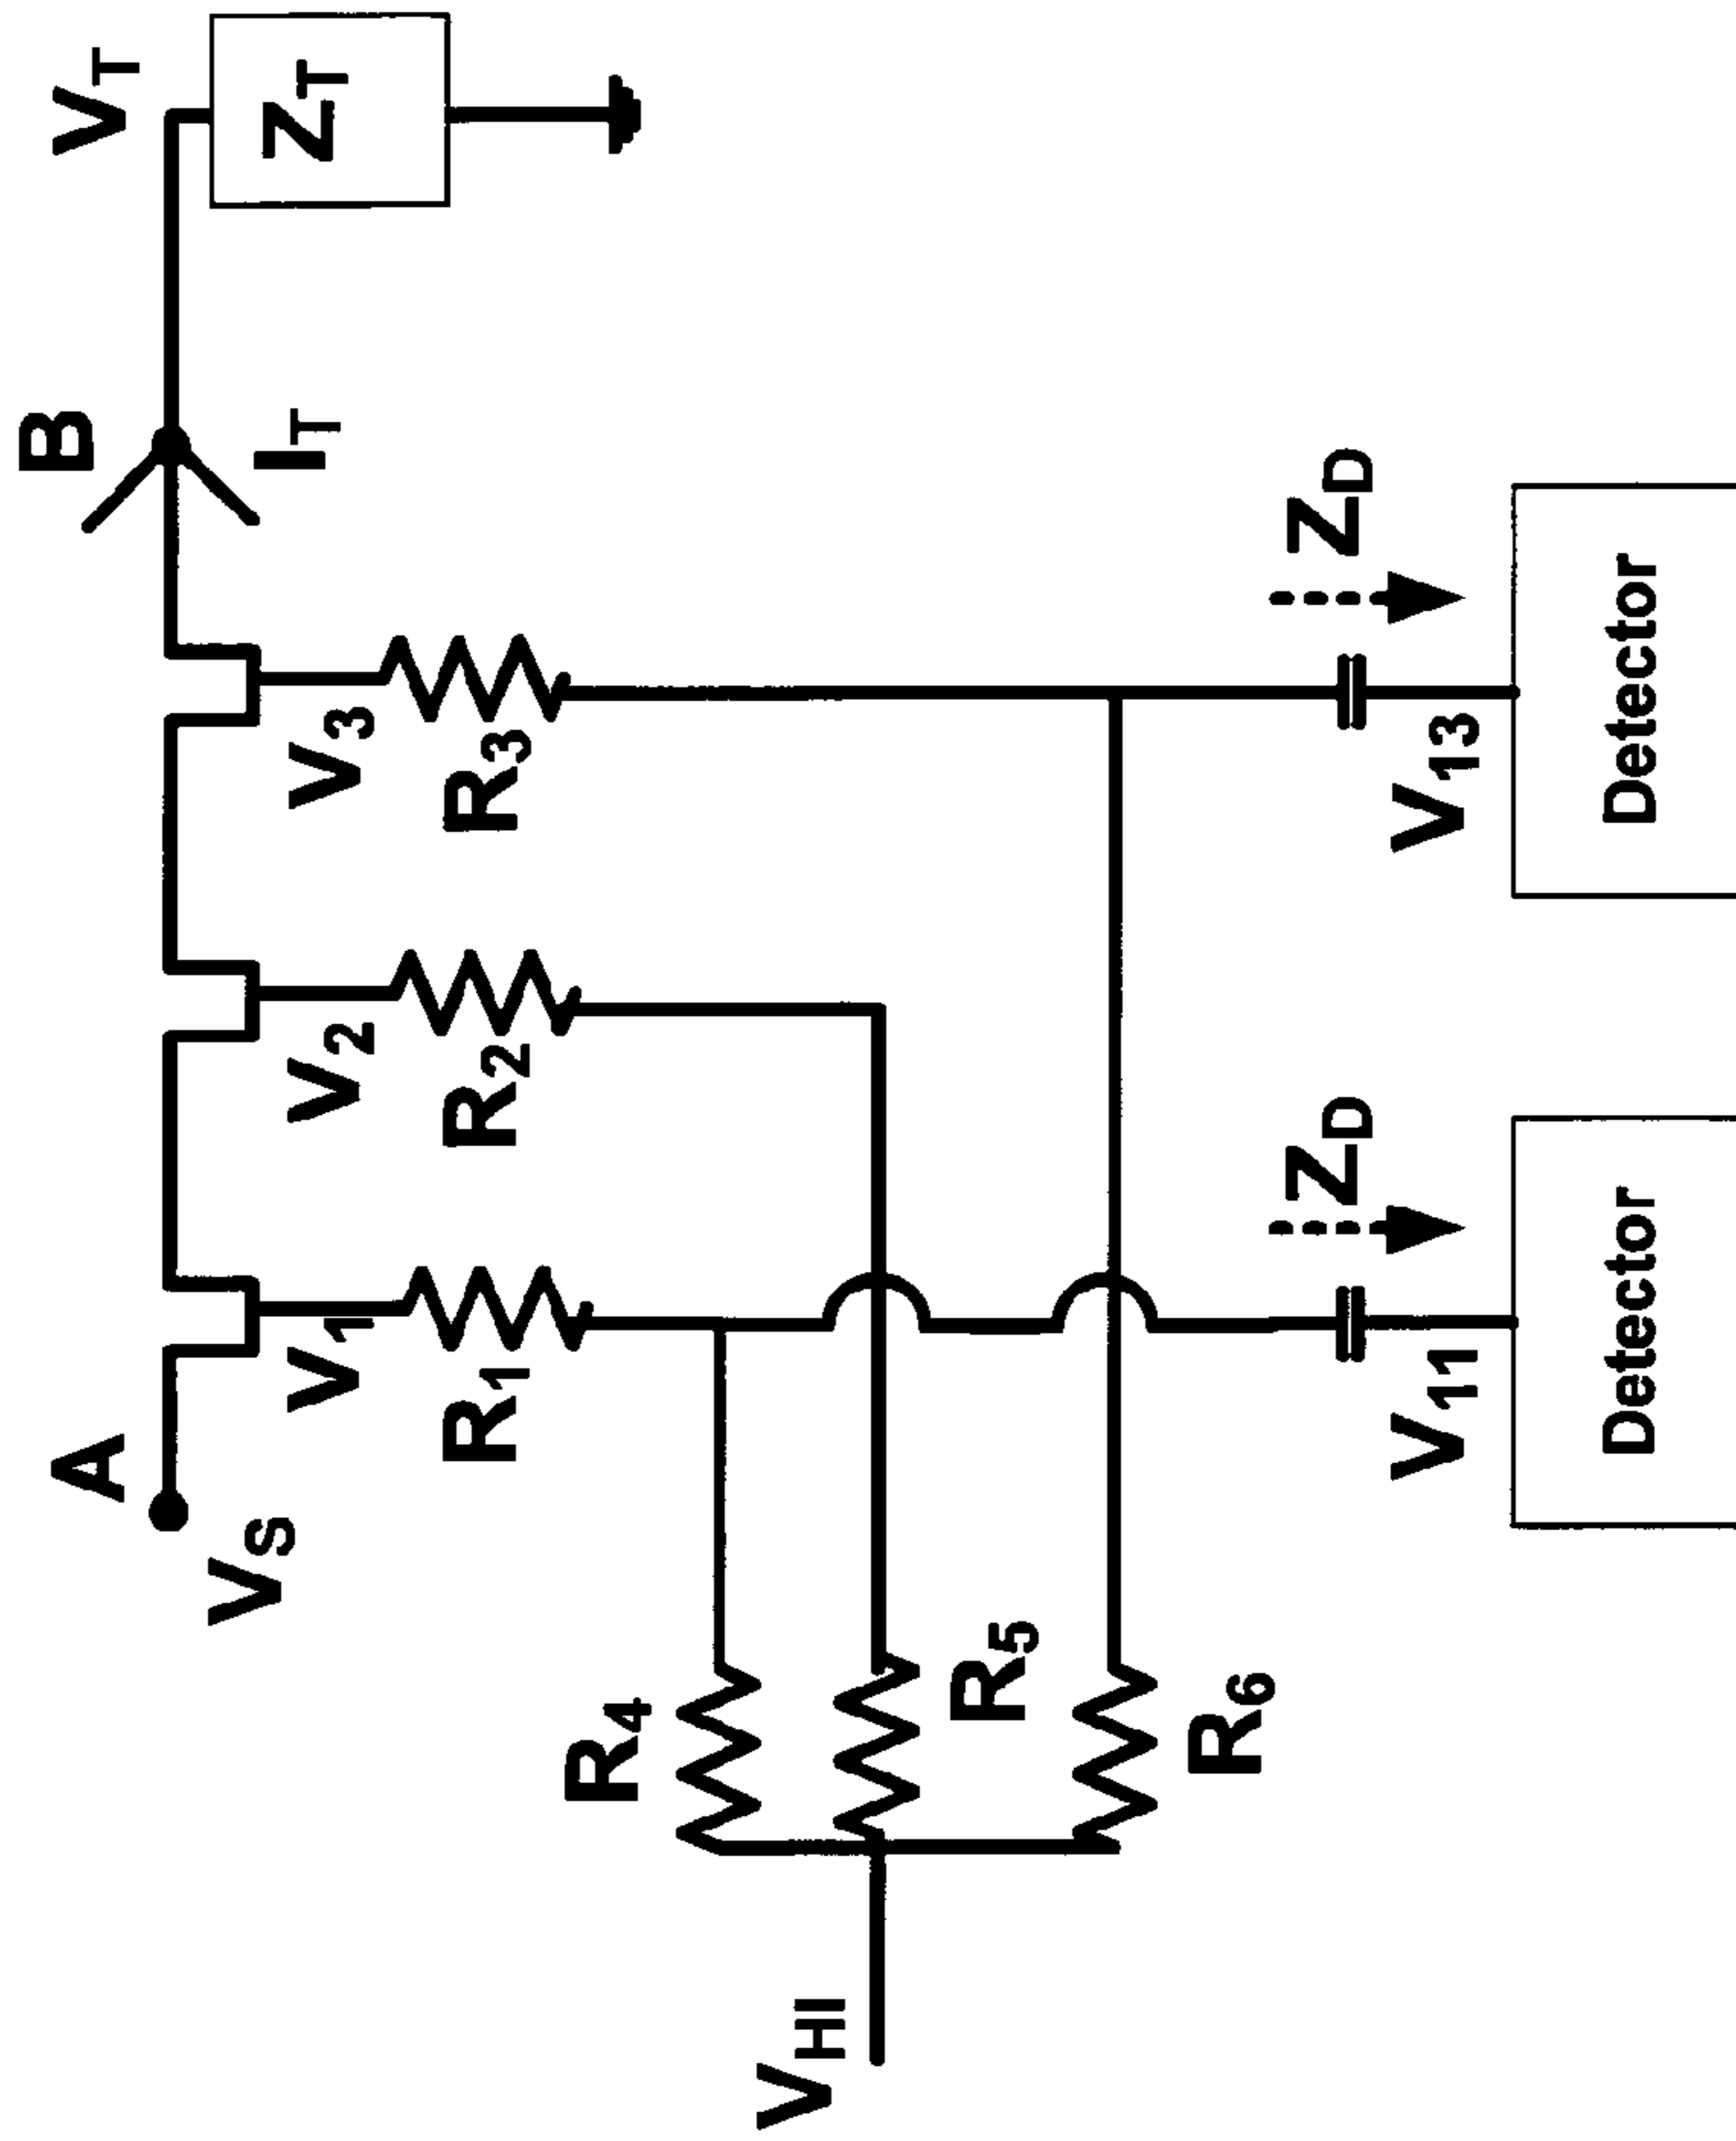 B
V_T
Z_T
I_T
A
V_S
V_1
V_2
V_3
R_1
R_2
R_3
R_4
R_5
R_6
V_HI
Z_D
Z_D
V_11
V_13
Detector
Detector